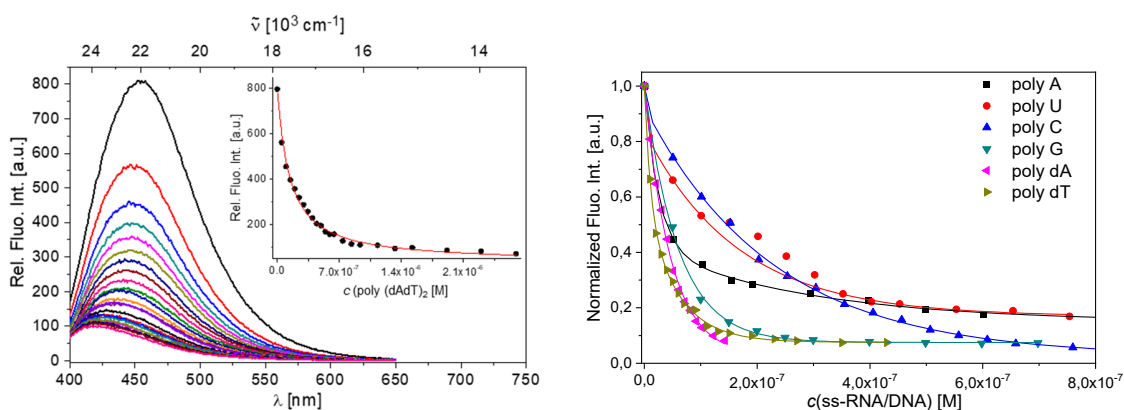 ṽ [10³ cm⁻¹]
24 22 20 18 16 14
800
700
600
500
400
300
200
100
0
Rel. Fluo. Int. [a.u.]
400 450 500 550 600 650 700 750
λ [nm]
800
600
400
200
Rel. Fluo. Int. [a.u.]
0.0 7.0x10⁻⁷ 1.4x10⁻⁶ 2.1x10⁻⁶
c (poly (dAdT)₂ [M]
1,0
0,8
0,6
0,4
0,2
0,0
Normalized Fluo. Int. [a.u.]
poly A
poly U
poly C
poly G
poly dA
poly dT
0,0 2,0x10⁻⁷ 4,0x10⁻⁷ 6,0x10⁻⁷ 8,0x10⁻⁷
c(ss-RNA/DNA) [M]